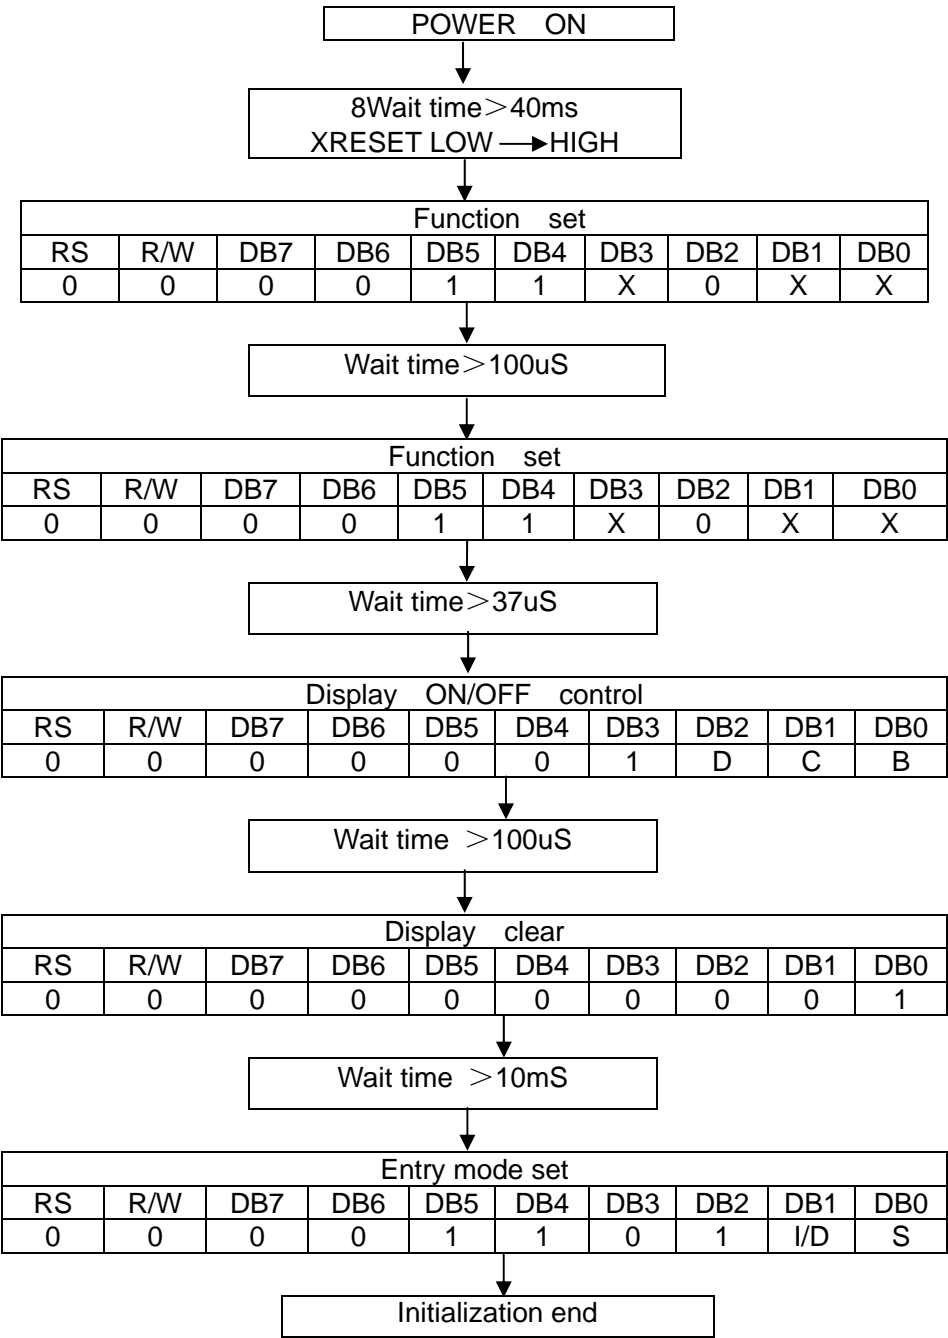 POWER ON
8Wait time>40ms
XRESET LOW → HIGH
Function set
RS R/W DB7 DB6 DB5 DB4 DB3 DB2 DB1 DB0
0 0 0 0 1 1 X 0 X X
Wait time>100uS
Function set
RS R/W DB7 DB6 DB5 DB4 DB3 DB2 DB1 DB0
0 0 0 0 1 1 X 0 X X
Wait time>37uS
Display ON/OFF control
RS R/W DB7 DB6 DB5 DB4 DB3 DB2 DB1 DB0
0 0 0 0 0 0 1 D C B
Wait time >100uS
Display clear
RS R/W DB7 DB6 DB5 DB4 DB3 DB2 DB1 DB0
0 0 0 0 0 0 0 0 0 1
Wait time >10mS
Entry mode set
RS R/W DB7 DB6 DB5 DB4 DB3 DB2 DB1 DB0
0 0 0 0 1 1 0 1 I/D S
Initialization end